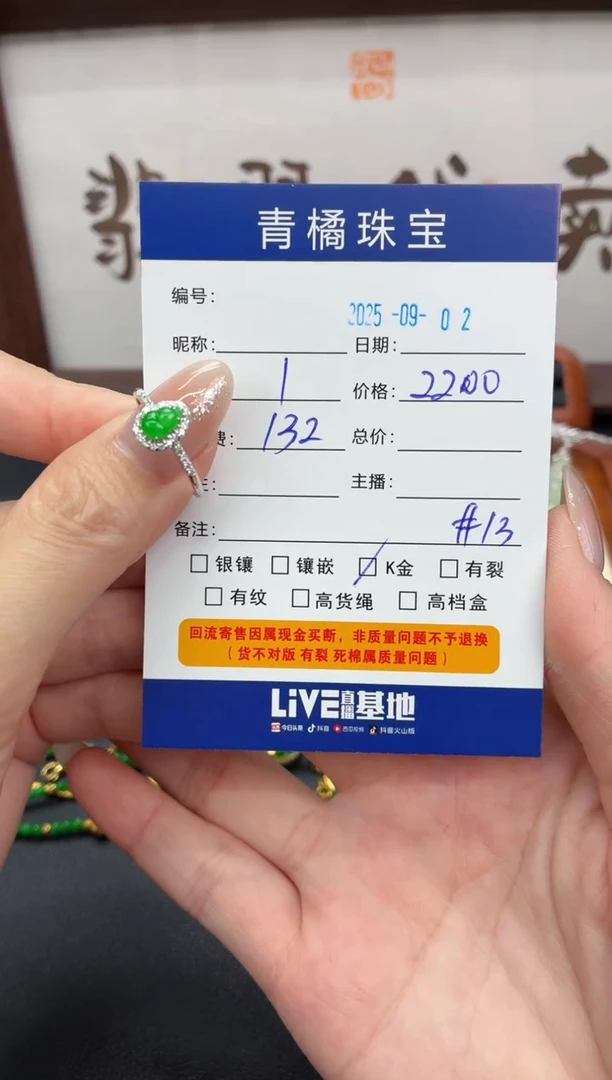 翡翠代卖
青橘珠宝
编号:
2025-09-02
昵称: 日期:
1 价格: 2200
费: 132 总价:
主播:
备注: #13
□ 银镶 □ 镶嵌 □ K金 □ 有裂
□ 有纹 □ 高货绳 □ 高档盒
回流寄售因属现金买断，非质量问题不予退换
（货不对版 有裂 死棉属质量问题）
LiVE直播基地
今日头条 抖音 西瓜视频 抖音火山版